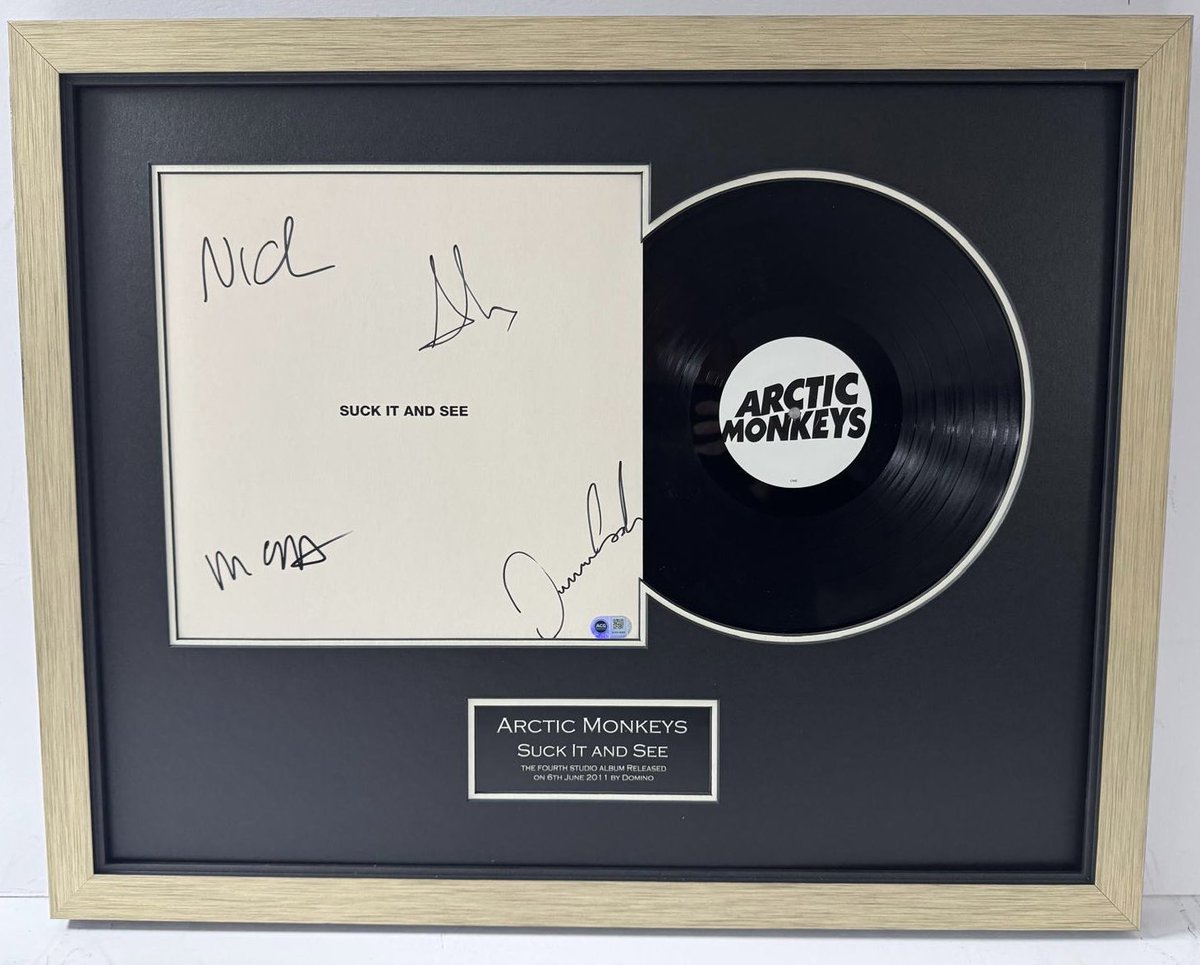 Nick
SUCK IT AND SEE
ARCTIC
MONKEYS
ACG
ARCTIC MONKEYS
SUCK IT AND SEE
THE FOURTH STUDIO ALBUM RELEASED
ON 6TH JUNE 2011 BY DOMINO